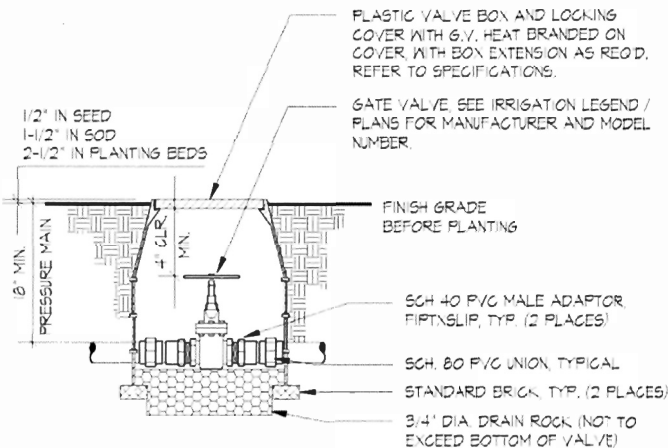 PLASTIC VALVE BOX AND LOCKING
COVER WITH G.V. HEAT BRANDED ON
COVER, WITH BOX EXTENSION AS REQ'D.
REFER TO SPECIFICATIONS.
GATE VALVE, SEE IRRIGATION LEGEND /
PLANS FOR MANUFACTURER AND MODEL
NUMBER.
1/2" IN SEED
1-1/2" IN SOD
2-1/2" IN PLANTING BEDS
FINISH GRADE
BEFORE PLANTING
18" MIN.
PRESSURE MAIN
4" CLR.
MIN.
SCH 40 PVC MALE ADAPTOR,
FIPTXSLIP, TYP. (2 PLACES)
SCH. 80 PVC UNION, TYPICAL
STANDARD BRICK, TYP. (2 PLACES)
3/4" DIA. DRAIN ROCK (NOT TO
EXCEED BOTTOM OF VALVE)